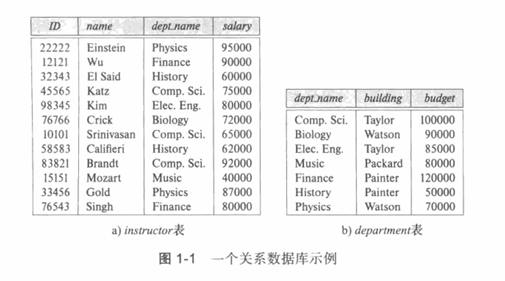 ID name dept_name salary
22222 Einstein Physics 95000
12121 Wu Finance 90000
32343 El Said History 60000
45565 Katz Comp. Sci. 75000
98345 Kim Elec. Eng. 80000
76766 Crick Biology 72000
10101 Srinivasan Comp. Sci. 65000
58583 Califieri History 62000
83821 Brandt Comp. Sci. 92000
15151 Mozart Music 40000
33456 Gold Physics 87000
76543 Singh Finance 80000
a) instructor表
dept_name building budget
Comp. Sci. Taylor 100000
Biology Watson 90000
Elec. Eng. Taylor 85000
Music Packard 80000
Finance Painter 120000
History Painter 50000
Physics Watson 70000
b) department表
图 1-1 一个关系数据库示例